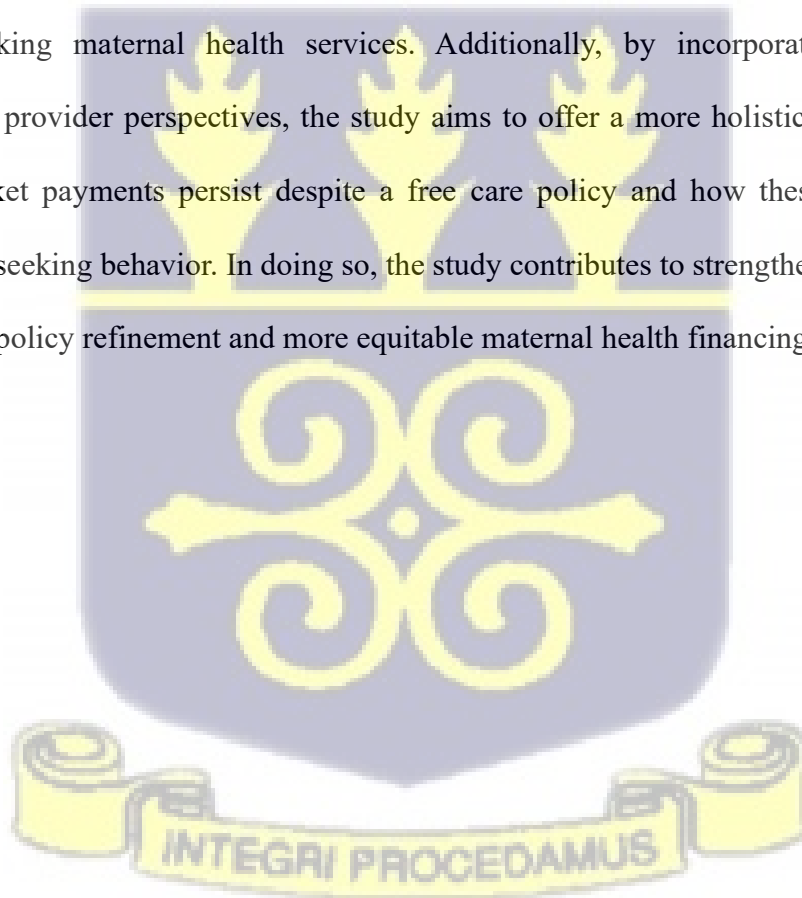 king maternal health services. Additionally, by incorporat
provider perspectives, the study aims to offer a more holistic
ket payments persist despite a free care policy and how thes
seeking behavior. In doing so, the study contributes to strengthe
policy refinement and more equitable maternal health financing
INTEGRI PROCEDAMUS